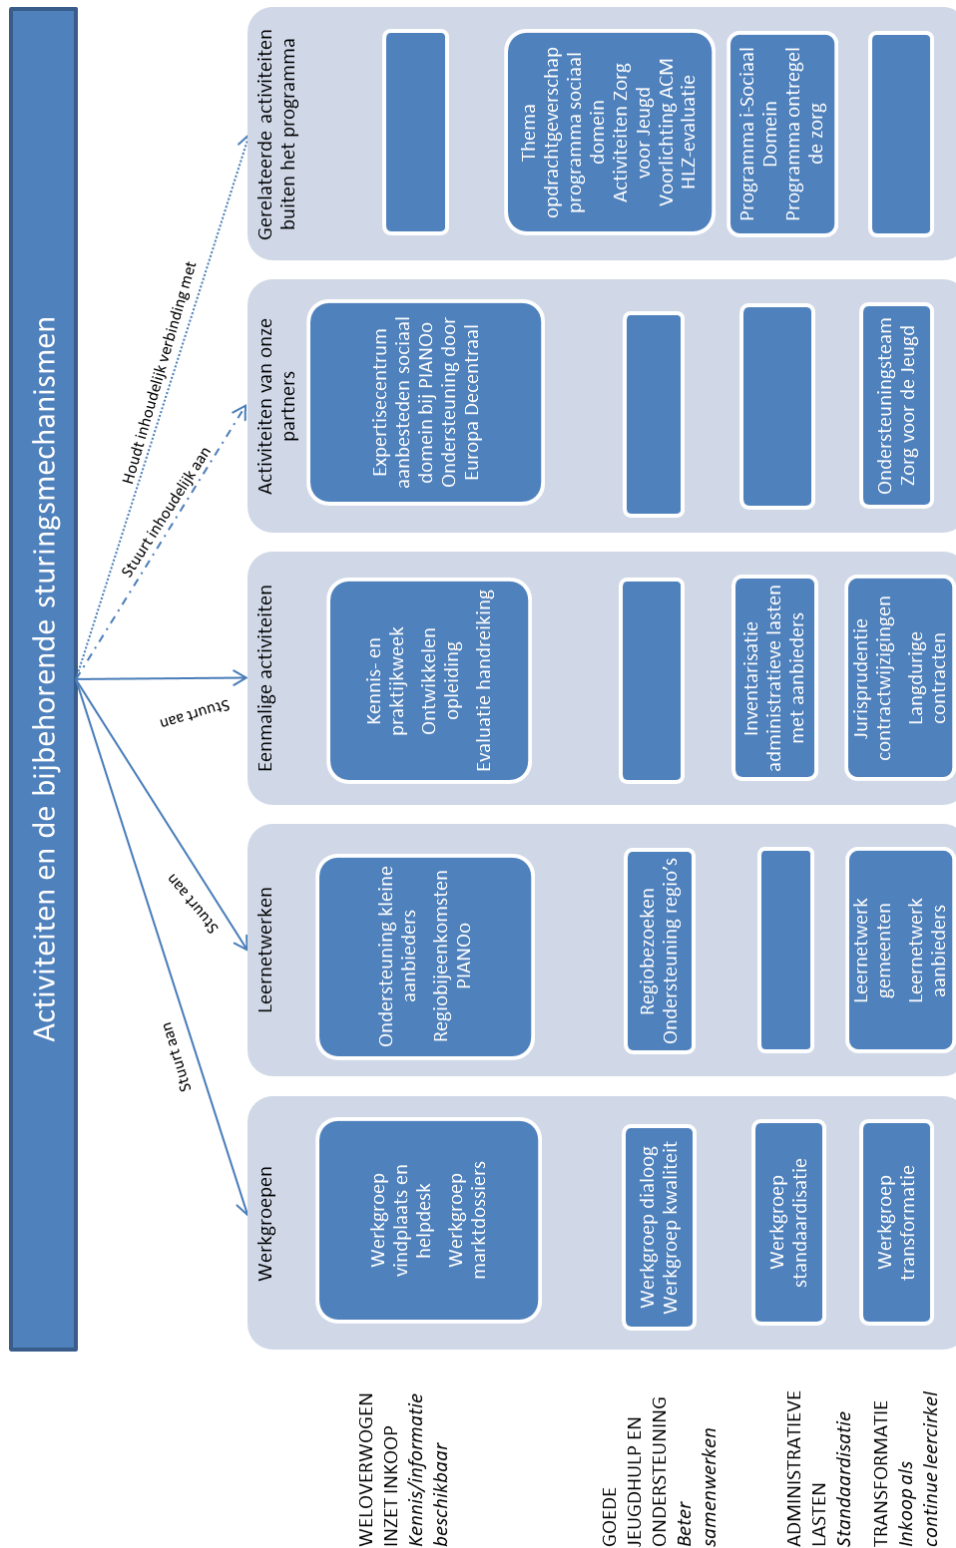 Activiteiten en de bijbehorende sturingsmechanismen
Stuurt aan
Stuurt aan
Stuurt aan
Stuurt inhoudelijk aan
Houdt inhoudelijk verbinding met
Werkgroepen
Leernetwerken
Eenmalige activiteiten
Activiteiten van onze
partners
Gerelateerde activiteiten
buiten het programma
WELOVERWOGEN
INZET INKOOP
Kennis/informatie
beschikbaar
Werkgroep
vindplaats en
helpdesk
Werkgroep
marktdossiers
Ondersteuning kleine
aanbieders
Regiobijeenkomsten
PIANOo
Kennis- en
praktijkweek
Ontwikkelen
opleiding
Evaluatie handreiking
Expertisecentrum
aanbesteden sociaal
domein bij PIANOo
Ondersteuning door
Europa Decentraal
GOEDE
JEUGDHULP EN
ONDERSTEUNING
Beter
samenwerken
Werkgroep dialoog
Werkgroep kwaliteit
Regiobezoeken
Ondersteuning regio's
Thema
opdrachtgeverschap
programma sociaal
domein
Activiteiten Zorg
voor Jeugd
Voorlichting ACM
HLZ-evaluatie
ADMINISTRATIEVE
LASTEN
Standaardisatie
Werkgroep
standaardisatie
Inventarisatie
administratieve lasten
met aanbieders
Programma i-Sociaal
Domein
Programma ontregel
de zorg
TRANSFORMATIE
Inkoop als
continue leercirkel
Werkgroep
transformatie
Leernetwerk
gemeenten
Leernetwerk
aanbieders
Jurisprudentie
contractwijzigingen
Langdurige
contracten
Ondersteuningsteam
Zorg voor de Jeugd